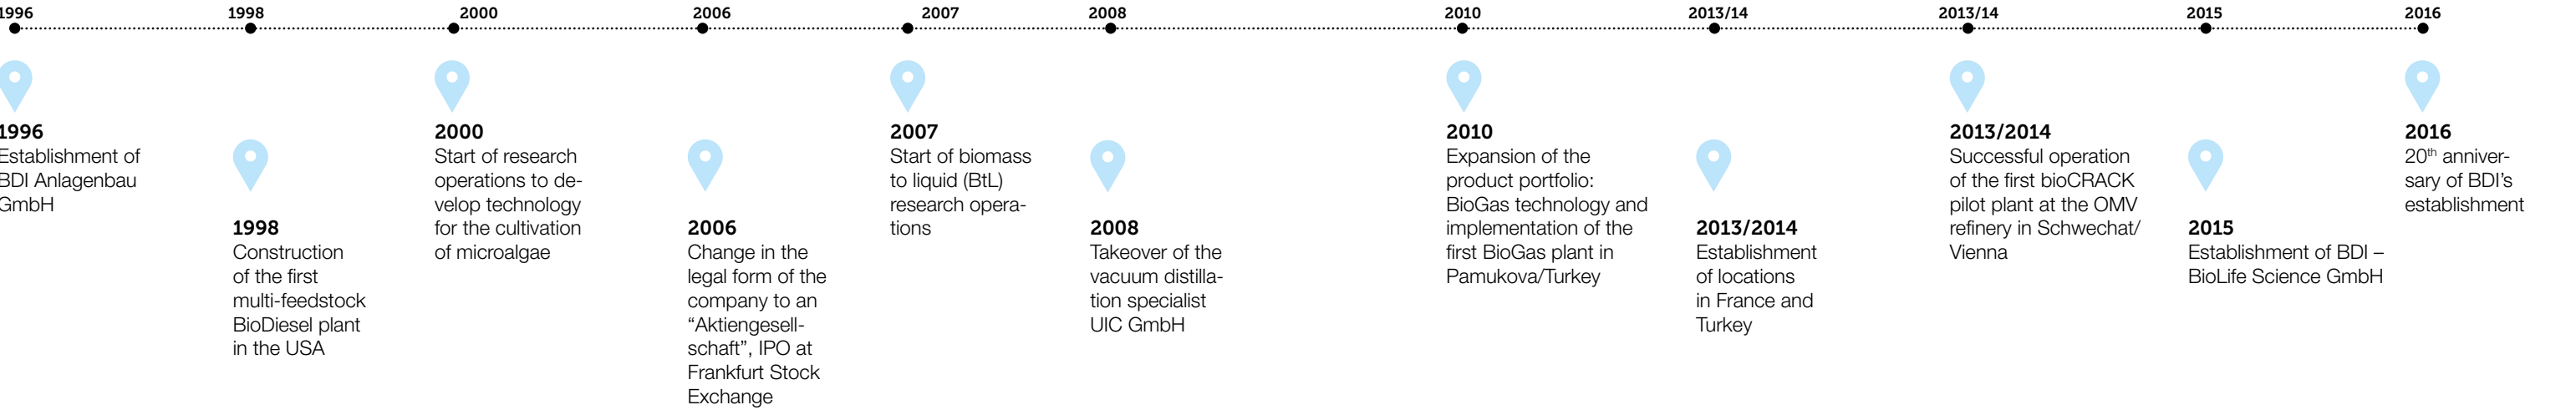 1996
1998
2000
2006
2007
2008
2010
2013/14
2013/14
2015
2016
1996
Establishment of
BDI Anlagenbau
GmbH
1998
Construction
of the first
multi-feedstock
BioDiesel plant
in the USA
2000
Start of research
operations to de-
velop technology
for the cultivation
of microalgae
2006
Change in the
legal form of the
company to an
“Aktiengesell-
schaft”, IPO at
Frankfurt Stock
Exchange
2007
Start of biomass
to liquid (BtL)
research opera-
tions
2008
Takeover of the
vacuum distilla-
tion specialist
UIC GmbH
2010
Expansion of the
product portfolio:
BioGas technology and
implementation of the
first BioGas plant in
Pamukova/Turkey
2013/2014
Establishment
of locations
in France and
Turkey
2013/2014
Successful operation
of the first bioCRACK
pilot plant at the OMV
refinery in Schwechat/
Vienna
2015
Establishment of BDI –
BioLife Science GmbH
2016
20th anniver-
sary of BDI’s
establishment